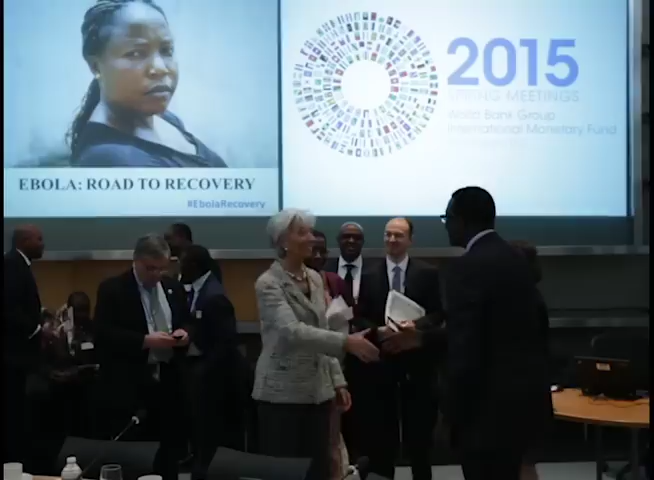 EBOLA: ROAD TO RECOVERY
#EbolaRecovery
2015
SPRING MEETINGS
World Bank Group
International Monetary Fund